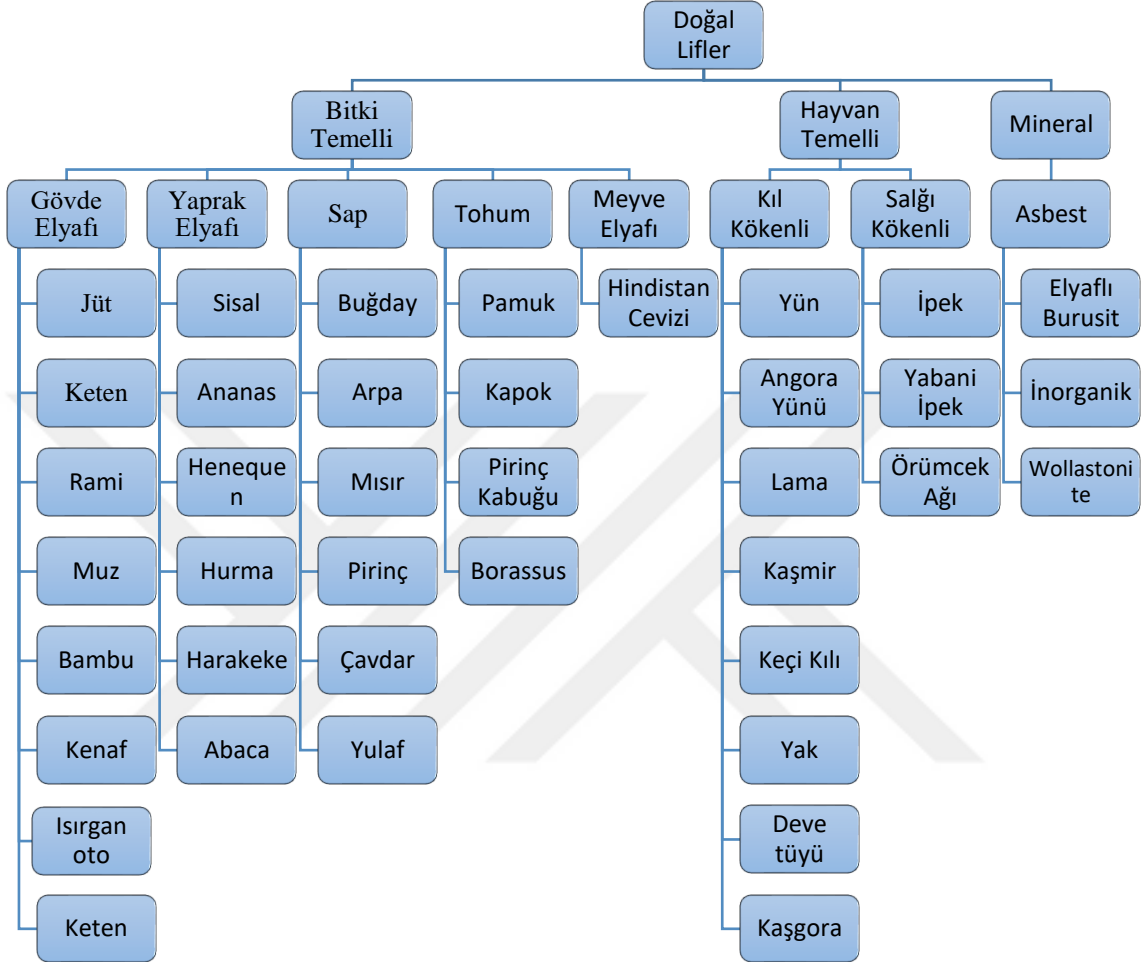 Doğal
Lifler
Bitki
Temelli
Hayvan
Temelli
Mineral
Gövde
Elyafı
Yaprak
Elyafı
Sap
Tohum
Meyve
Elyafı
Kıl
Kökenli
Salğı
Kökenli
Asbest
Jüt
Sisal
Buğday
Pamuk
Hindistan
Cevizi
Yün
İpek
Elyaflı
Burusit
Keten
Ananas
Arpa
Kapok
Angora
Yünü
Yabani
İpek
İnorganik
Rami
Heneque
n
Mısır
Pirinç
Kabuğu
Lama
Örümcek
Ağı
Wollastoni
te
Muz
Hurma
Pirinç
Borassus
Kaşmir
Bambu
Harakeke
Çavdar
Keçi Kılı
Kenaf
Abaca
Yulaf
Yak
Isırgan
oto
Deve
tüyü
Keten
Kaşgora